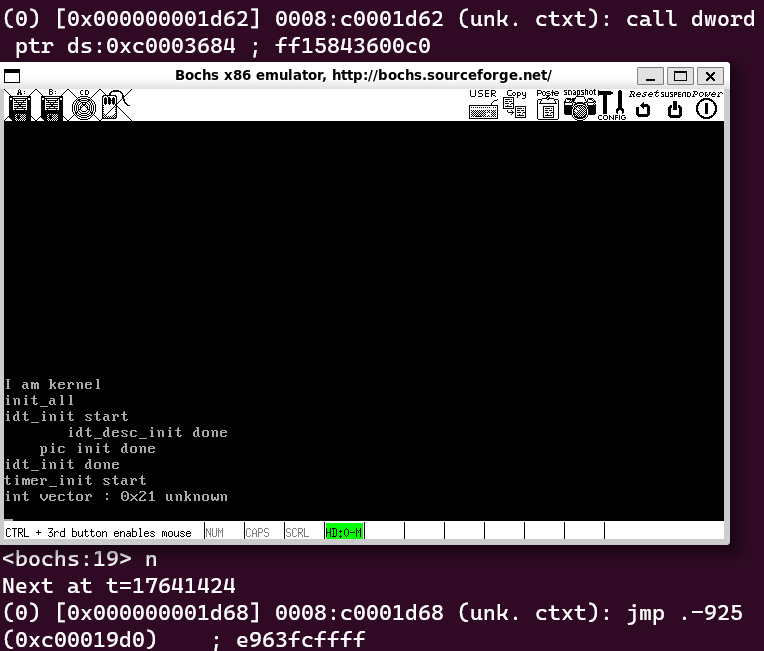 (0) [0x000000001d62] 0008:c0001d62 (unk. ctxt): call dword
ptr ds:0xc0003684 ; ff15843600c0
Bochs x86 emulator, http://bochs.sourceforge.net/
A: B: CD USER Copy Paste snapshot CONFIG Reset SUSPEND Power
I am kernel
init_all
idt_init start
idt_desc_init done
pic init done
idt_init done
timer_init start
int vector : 0x21 unknown
CTRL + 3rd button enables mouse NUM CAPS SCRL HD:0-M
<bochs:19> n
Next at t=17641424
(0) [0x000000001d68] 0008:c0001d68 (unk. ctxt): jmp .-925
(0xc00019d0) ; e963fcffff